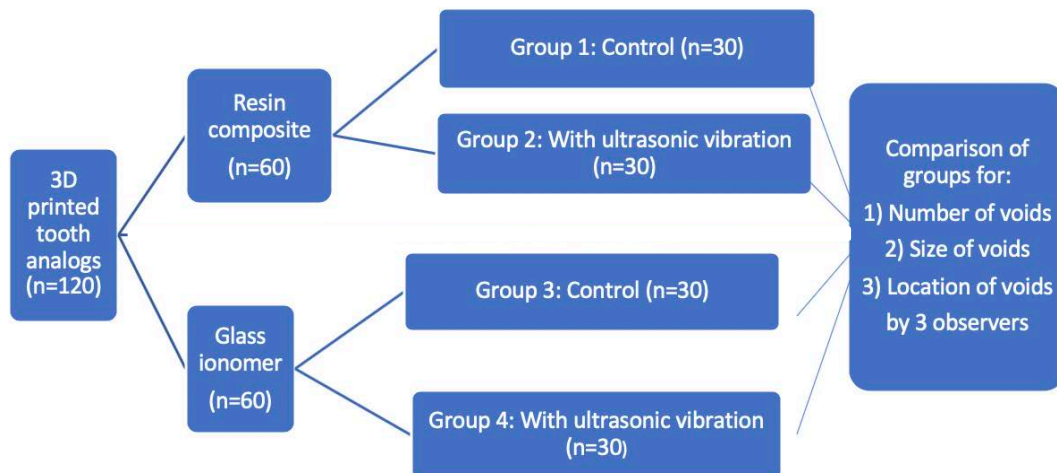 3D
printed
tooth
analogs
(n=120)
Resin
composite
(n=60)
Glass
ionomer
(n=60)
Group 1: Control (n=30)
Group 2: With ultrasonic vibration
(n=30)
Group 3: Control (n=30)
Group 4: With ultrasonic vibration
(n=30)
Comparison of
groups for:
1) Number of voids
2) Size of voids
3) Location of voids
by 3 observers